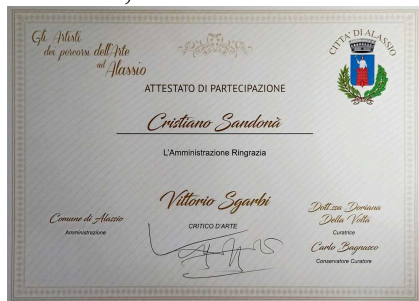 Gli Artisti
dei percorsi dell'Arte
ad Alassio
CITTA' DI ALASSIO
ATTESTATO DI PARTECIPAZIONE
Cristiano Sandonà
L'Amministrazione Ringrazia
Vittorio Sgarbi
CRITICO D'ARTE
Comune di Alassio
Amministrazione
Dott.ssa Doriana
Della Volta
Curatrice
Carlo Bagnasco
Conservatore Curatore